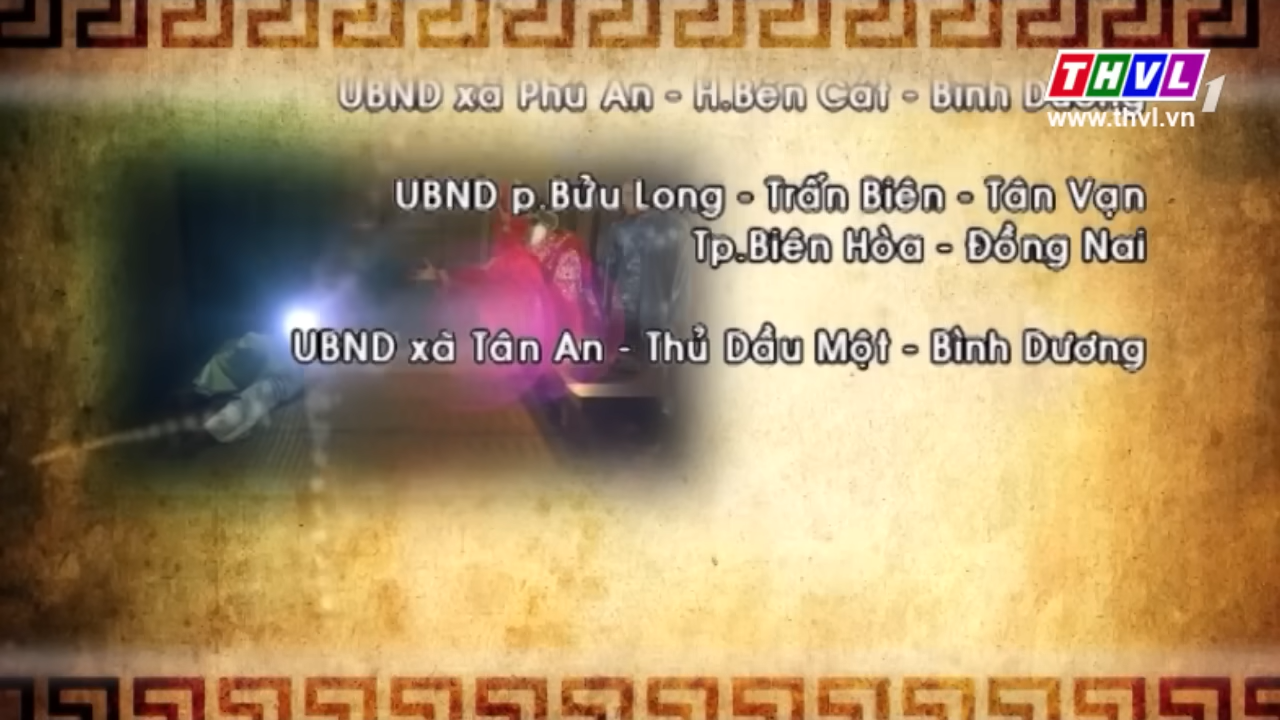 UBND xã Phú An - H.Bến Cát - Bình Dương
THVL1
www.thvl.vn
UBND p.Bửu Long - Trấn Biên - Tân Vạn
Tp.Biên Hòa - Đồng Nai
UBND xã Tân An - Thủ Dầu Một - Bình Dương